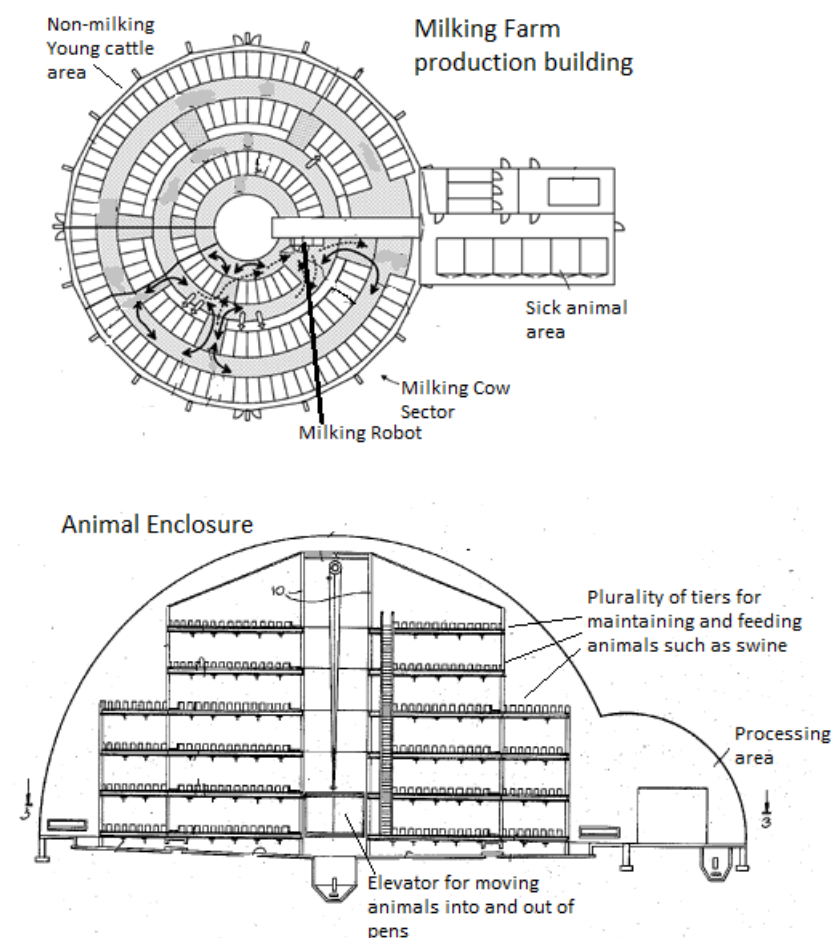 Non-milking
Young cattle
area
Milking Farm
production building
Sick animal
area
Milking Cow
Sector
Milking Robot
Animal Enclosure
10
Plurality of tiers for
maintaining and feeding
animals such as swine
Processing
area
3
Elevator for moving
animals into and out of
pens